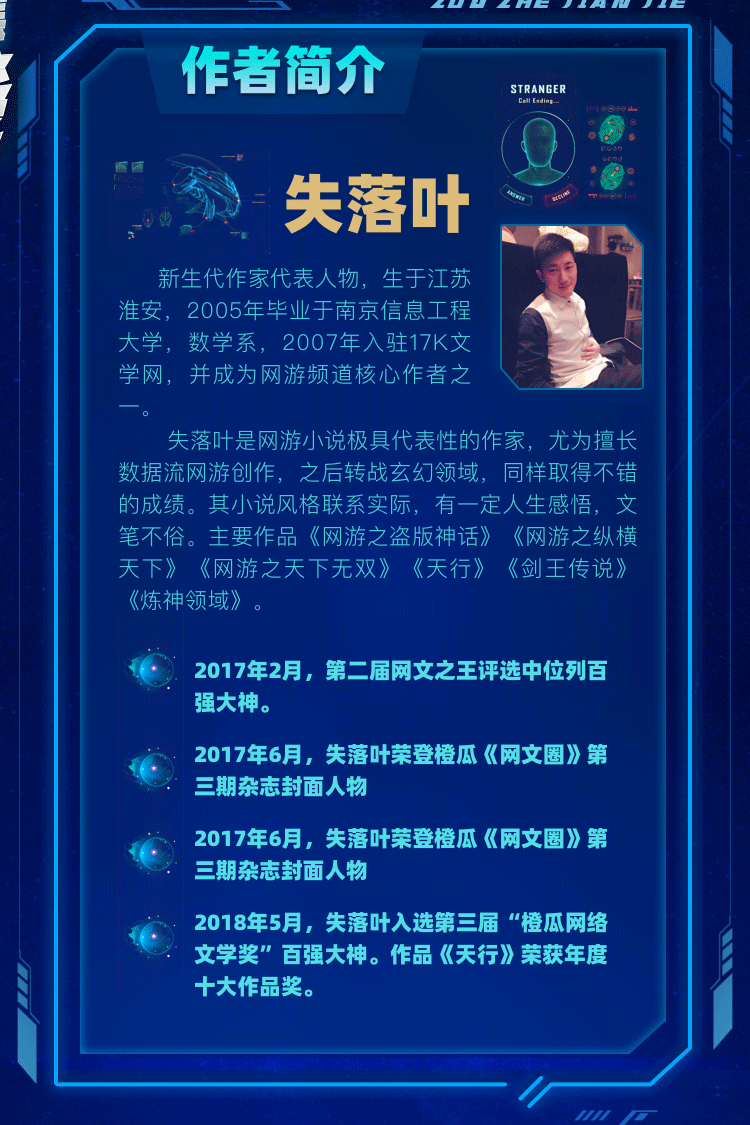 ZUO ZHE JIAN JIE
作者简介
STRANGER
Call Ending...
ANSWER
DECLINE
失落叶
新生代作家代表人物，生于江苏
淮安，2005年毕业于南京信息工程
大学，数学系，2007年入驻17K文
学网，并成为网游频道核心作者之
一。
失落叶是网游小说极具代表性的作家，尤为擅长
数据流网游创作，之后转战玄幻领域，同样取得不错
的成绩。其小说风格联系实际，有一定人生感悟，文
笔不俗。主要作品《网游之盗版神话》《网游之纵横
天下》《网游之天下无双》《天行》《剑王传说》
《炼神领域》。
2017年2月，第二届网文之王评选中位列百
强大神。
2017年6月，失落叶荣登橙瓜《网文圈》第
三期杂志封面人物
2017年6月，失落叶荣登橙瓜《网文圈》第
三期杂志封面人物
2018年5月，失落叶入选第三届“橙瓜网络
文学奖”百强大神。作品《天行》荣获年度
十大作品奖。